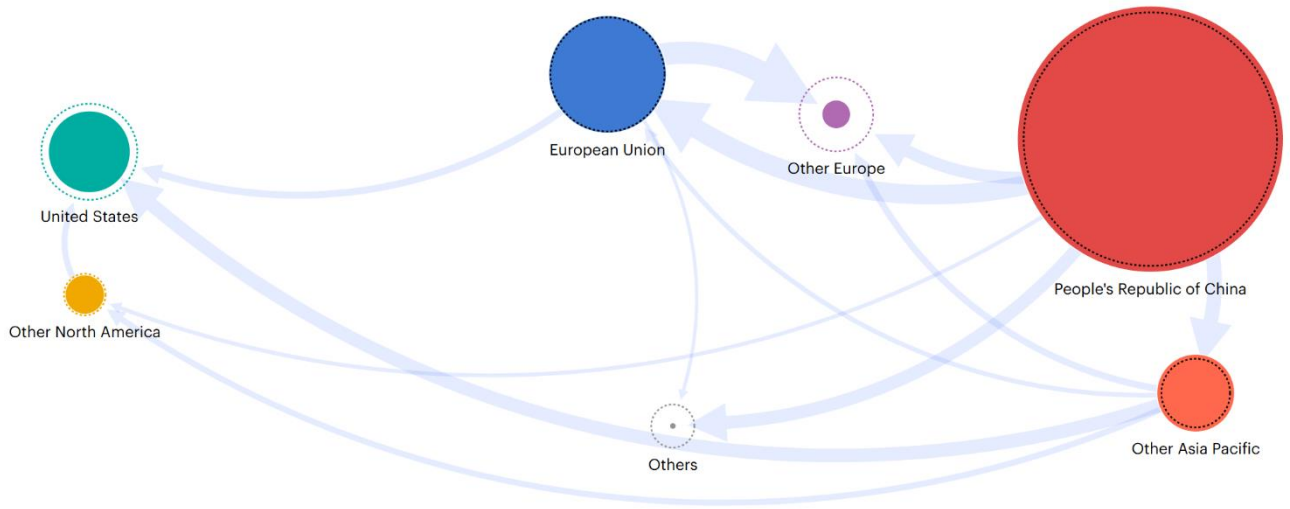 European Union
Other Europe
United States
People's Republic of China
Other North America
Other Asia Pacific
Others